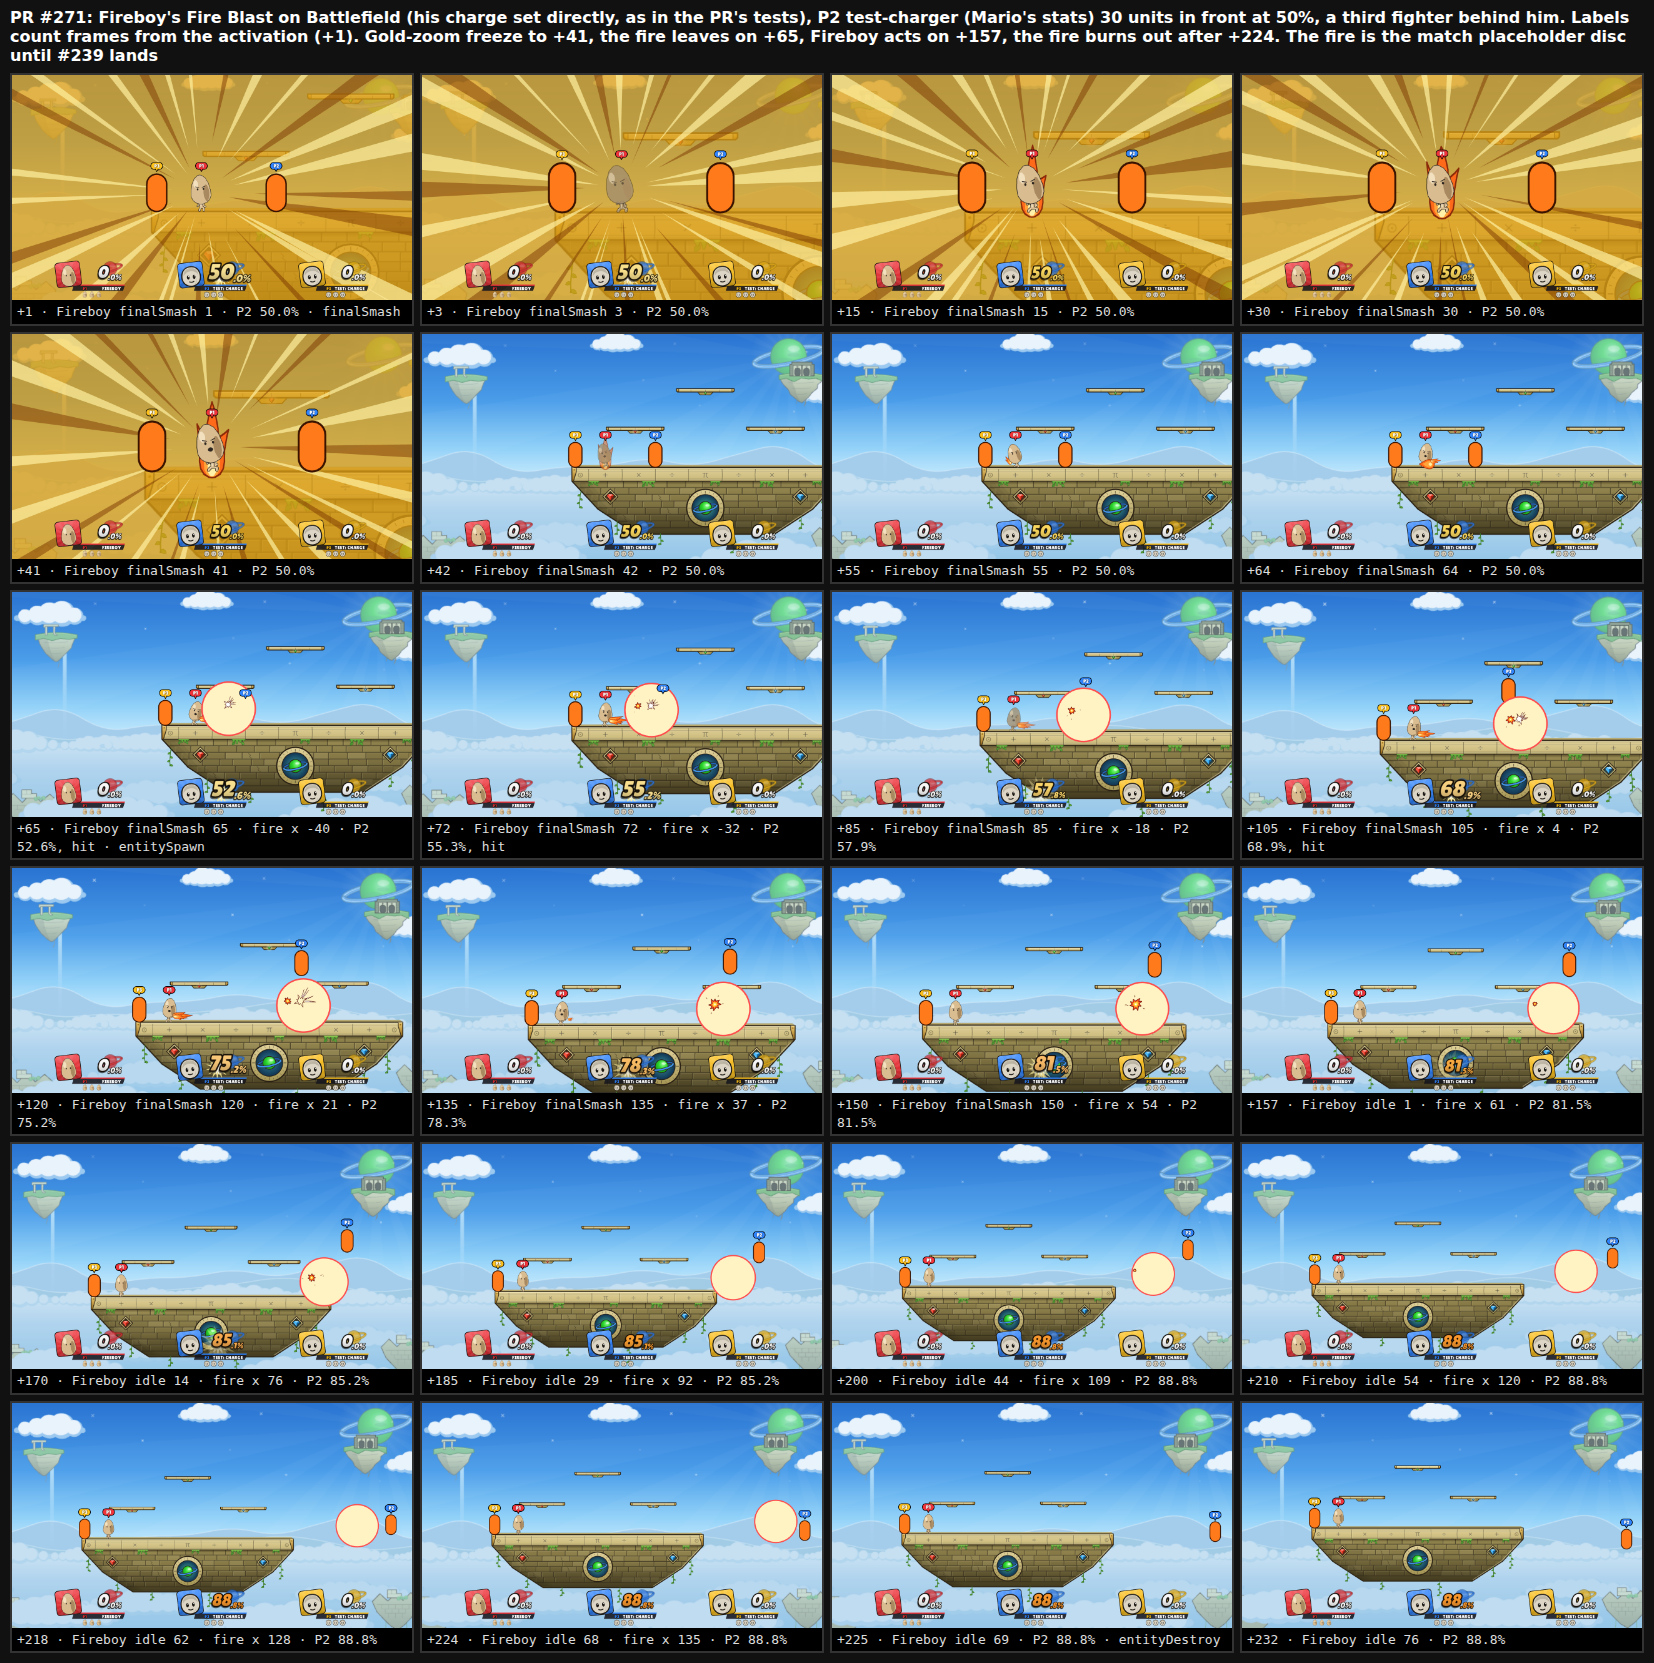 PR #271: Fireboy's Fire Blast on Battlefield (his charge set directly, as in the PR's tests), P2 test-charger (Mario's stats) 30 units in front at 50%, a third fighter behind him. Labels
count frames from the activation (+1). Gold-zoom freeze to +41, the fire leaves on +65, Fireboy acts on +157, the fire burns out after +224. The fire is the match placeholder disc
until #239 lands
+1 · Fireboy finalSmash 1 · P2 50.0% · finalSmash
+3 · Fireboy finalSmash 3 · P2 50.0%
+15 · Fireboy finalSmash 15 · P2 50.0%
+30 · Fireboy finalSmash 30 · P2 50.0%
+41 · Fireboy finalSmash 41 · P2 50.0%
+42 · Fireboy finalSmash 42 · P2 50.0%
+55 · Fireboy finalSmash 55 · P2 50.0%
+64 · Fireboy finalSmash 64 · P2 50.0%
+65 · Fireboy finalSmash 65 · fire x -40 · P2
52.6%, hit · entitySpawn
+72 · Fireboy finalSmash 72 · fire x -32 · P2
55.3%, hit
+85 · Fireboy finalSmash 85 · fire x -18 · P2
57.9%
+105 · Fireboy finalSmash 105 · fire x 4 · P2
68.9%, hit
+120 · Fireboy finalSmash 120 · fire x 21 · P2
75.2%
+135 · Fireboy finalSmash 135 · fire x 37 · P2
78.3%
+150 · Fireboy finalSmash 150 · fire x 54 · P2
81.5%
+157 · Fireboy idle 1 · fire x 61 · P2 81.5%
+170 · Fireboy idle 14 · fire x 76 · P2 85.2%
+185 · Fireboy idle 29 · fire x 92 · P2 85.2%
+200 · Fireboy idle 44 · fire x 109 · P2 88.8%
+210 · Fireboy idle 54 · fire x 120 · P2 88.8%
+218 · Fireboy idle 62 · fire x 128 · P2 88.8%
+224 · Fireboy idle 68 · fire x 135 · P2 88.8%
+225 · Fireboy idle 69 · P2 88.8% · entityDestroy
+232 · Fireboy idle 76 · P2 88.8%